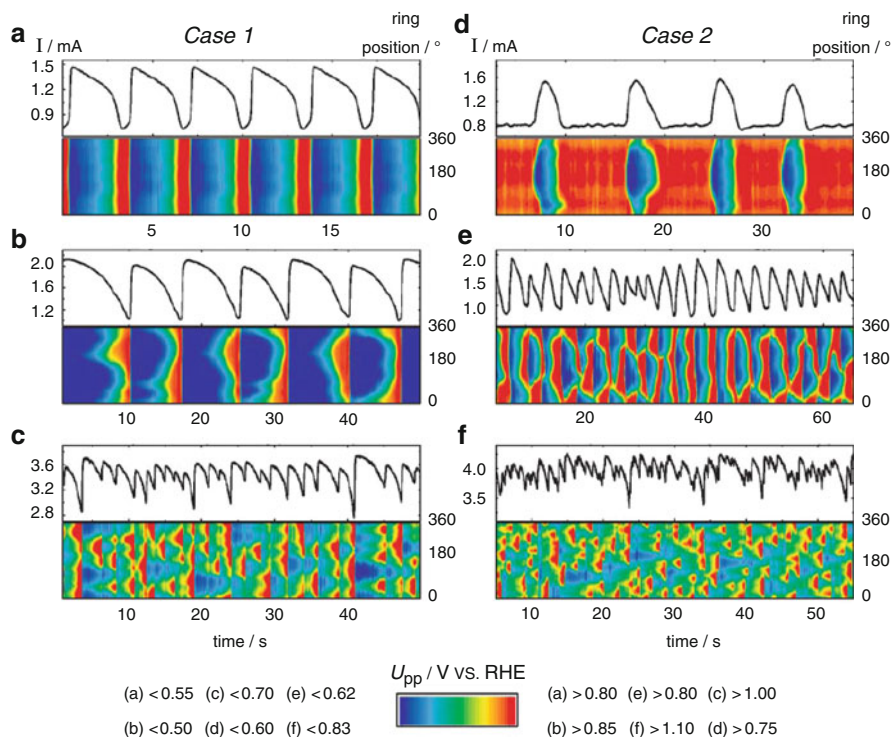 a
I / mA
Case 1
ring
position / °
1.5
1.2
0.9
360
180
0
5
10
15
b
2.0
1.6
1.2
360
180
0
10
20
30
40
c
3.6
3.2
2.8
360
180
0
10
20
30
40
time / s
d
I / mA
Case 2
ring
position / °
1.6
1.2
0.8
360
180
0
10
20
30
e
2.0
1.5
1.0
360
180
0
20
40
60
f
4.0
3.5
360
180
0
10
20
30
40
50
time / s
Upp / V VS. RHE
(a) <0.55 (c) <0.70 (e) <0.62
(b) <0.50 (d) <0.60 (f) <0.83
(a) >0.80 (e) >0.80 (c) >1.00
(b) >0.85 (f) >1.10 (d) >0.75